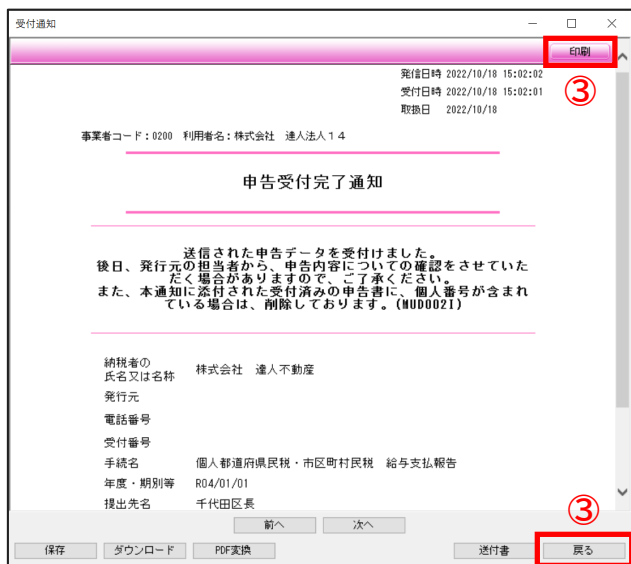 受付通知
印刷
③
発信日時 2022/10/18 15:02:02
受付日時 2022/10/18 15:02:01
取扱日 2022/10/18
事業者コード：0200 利用者名：株式会社 達人法人１４
申告受付完了通知
送信された申告データを受付けました。
後日、発行元の担当者から、申告内容についての確認をさせていた
だく場合がありますので、ご了承ください。
また、本通知に添付された受付済みの申告書に、個人番号が含まれ
ている場合は、削除しております。(MUD002I)
納税者の
氏名又は名称 株式会社 達人不動産
発行元
電話番号
受付番号
手続名 個人都道府県民税・市区町村民税 給与支払報告
年度・期別等 R04/01/01
提出先名 千代田区長
前へ 次へ
③
保存 ダウンロード PDF変換 送付書 戻る